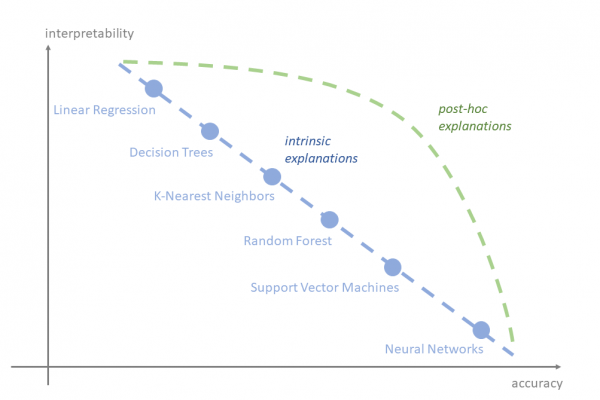 interpretability
post-hoc
explanations
Linear Regression
intrinsic
explanations
Decision Trees
K-Nearest Neighbors
Random Forest
Support Vector Machines
Neural Networks
accuracy